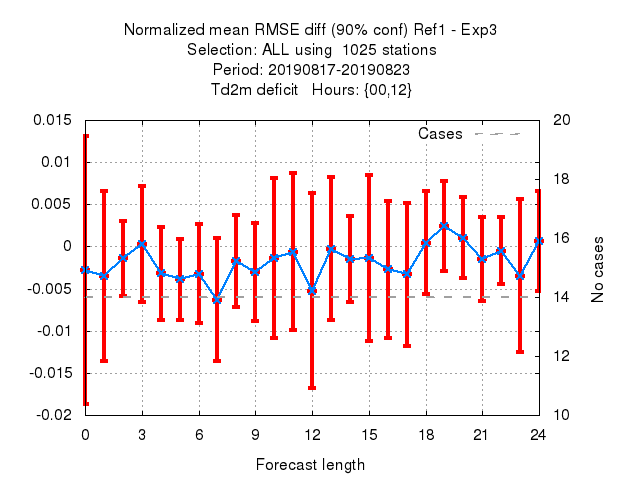 Normalized mean RMSE diff (90% conf) Ref1 - Exp3
Selection: ALL using  1025 stations
Period: 20190817-20190823
Td2m deficit   Hours: {00,12}
Cases
0.015
0.01
0.005
0
-0.005
-0.01
-0.015
-0.02
20
18
16
14
12
10
No cases
0 3 6 9 12 15 18 21 24
Forecast length